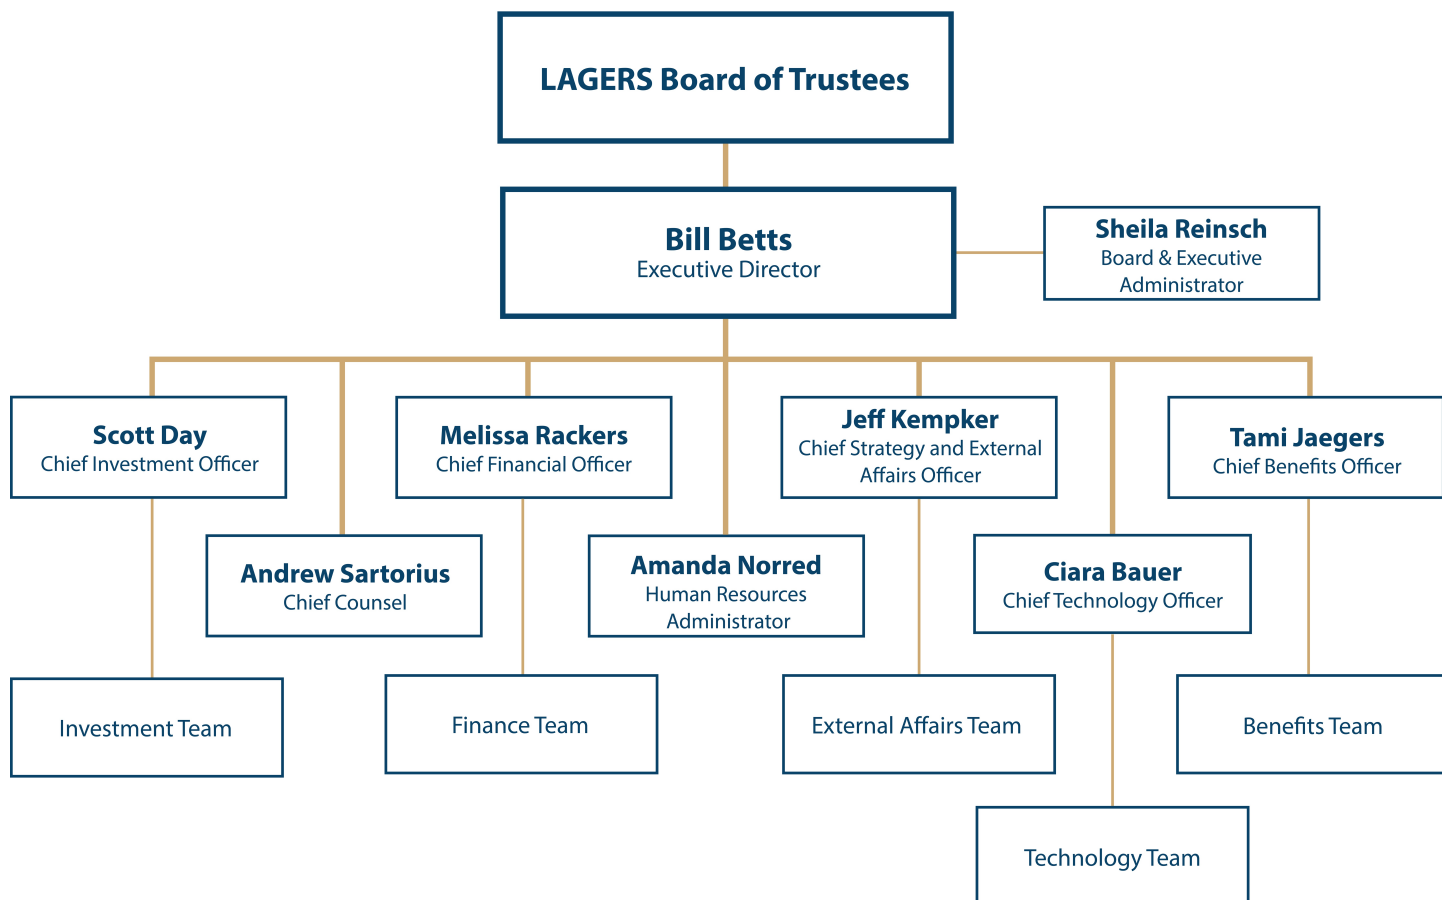 LAGERS Board of Trustees
Bill Betts
Executive Director
Sheila Reinsch
Board & Executive
Administrator
Scott Day
Chief Investment Officer
Melissa Rackers
Chief Financial Officer
Jeff Kempker
Chief Strategy and External
Affairs Officer
Tami Jaegers
Chief Benefits Officer
Andrew Sartorius
Chief Counsel
Amanda Norred
Human Resources
Administrator
Ciara Bauer
Chief Technology Officer
Investment Team
Finance Team
External Affairs Team
Benefits Team
Technology Team